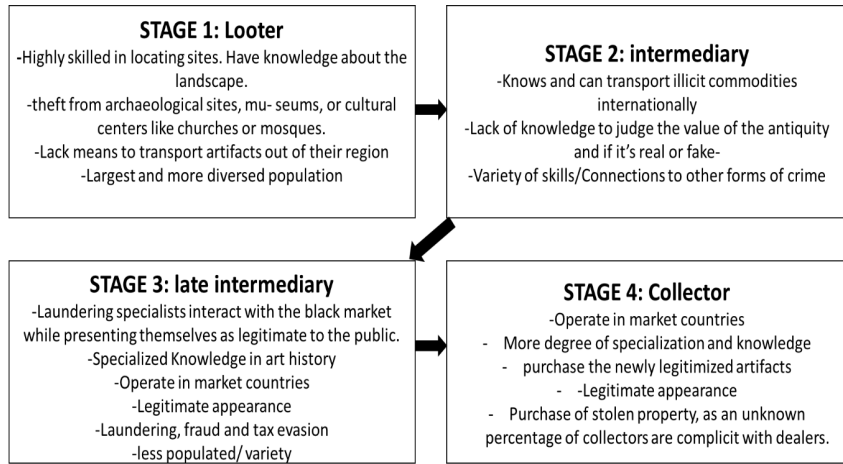 STAGE 1: Looter
-Highly skilled in locating sites. Have knowledge about the
landscape.
-theft from archaeological sites, mu- seums, or cultural
centers like churches or mosques.
-Lack means to transport artifacts out of their region
-Largest and more diversed population
STAGE 2: intermediary
-Knows and can transport illicit commodities
internationally
-Lack of knowledge to judge the value of the antiquity
and if it's real or fake-
-Variety of skills/Connections to other forms of crime
STAGE 3: late intermediary
-Laundering specialists interact with the black market
while presenting themselves as legitimate to the public.
-Specialized Knowledge in art history
-Operate in market countries
-Legitimate appearance
-Laundering, fraud and tax evasion
-less populated/ variety
STAGE 4: Collector
-Operate in market countries
- More degree of specialization and knowledge
- purchase the newly legitimized artifacts
- -Legitimate appearance
- Purchase of stolen property, as an unknown
percentage of collectors are complicit with dealers.